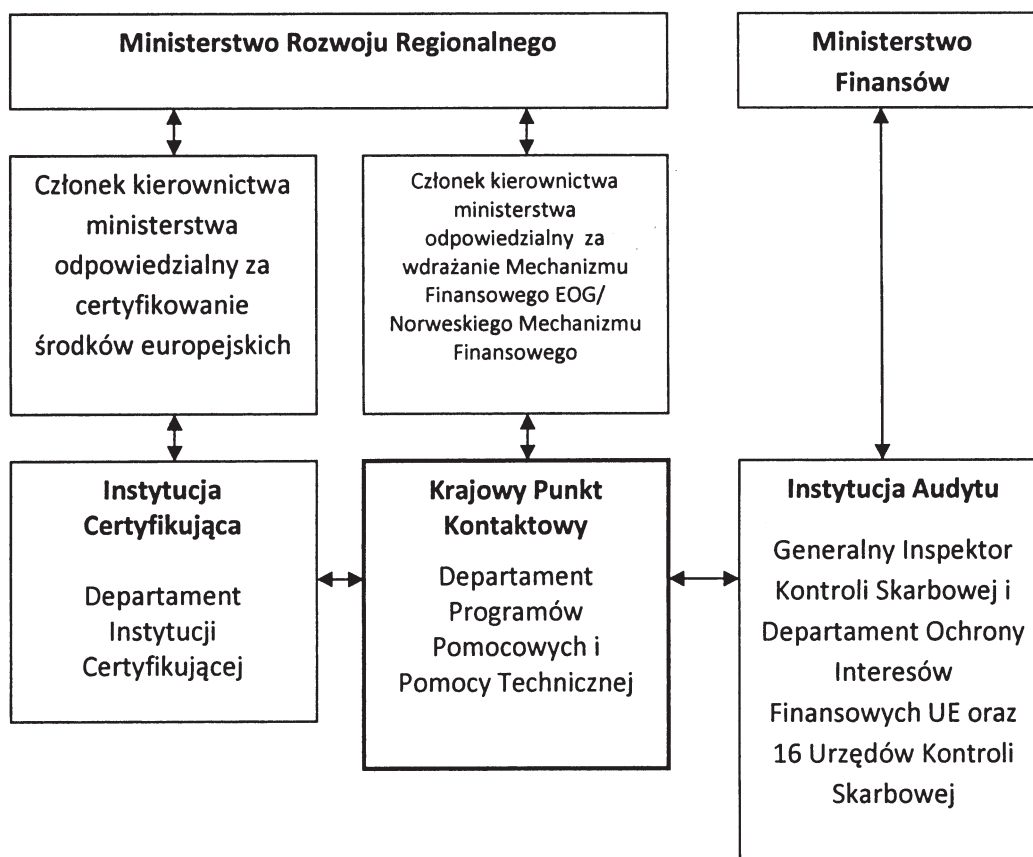 Ministerstwo Rozwoju Regionalnego
Ministerstwo
Finansów
Członek kierownictwa
ministerstwa
odpowiedzialny za
certyfikowanie
środków europejskich
Członek kierownictwa
ministerstwa
odpowiedzialny za
wdrażanie Mechanizmu
Finansowego EOG/
Norweskiego Mechanizmu
Finansowego
Instytucja
Certyfikująca
Departament
Instytucji
Certyfikującej
Krajowy Punkt
Kontaktowy
Departament
Programów
Pomocowych i
Pomocy Technicznej
Instytucja Audytu
Generalny Inspektor
Kontroli Skarbowej i
Departament Ochrony
Interesów
Finansowych UE oraz
16 Urzędów Kontroli
Skarbowej